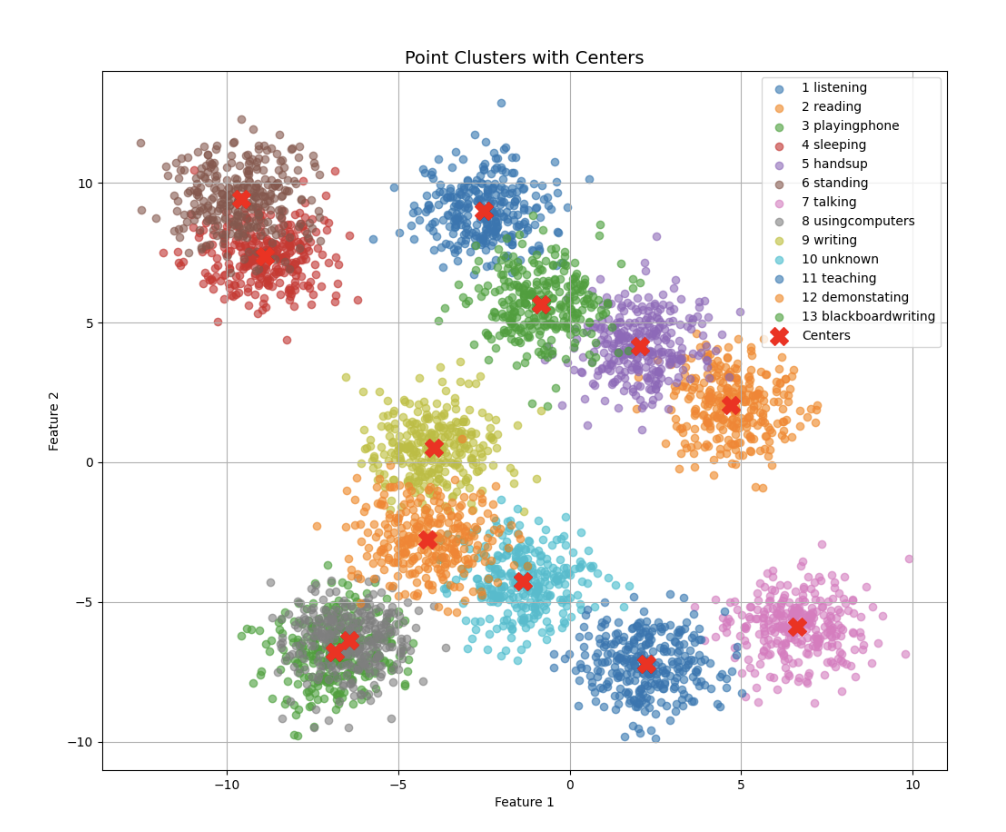 Point Clusters with Centers
1 listening
2 reading
3 playingphone
4 sleeping
5 handsup
6 standing
7 talking
8 usingcomputers
9 writing
10 unknown
11 teaching
12 demonstating
13 blackboardwriting
Centers
Feature 2
10
5
0
−5
−10
−10
−5
0
5
10
Feature 1